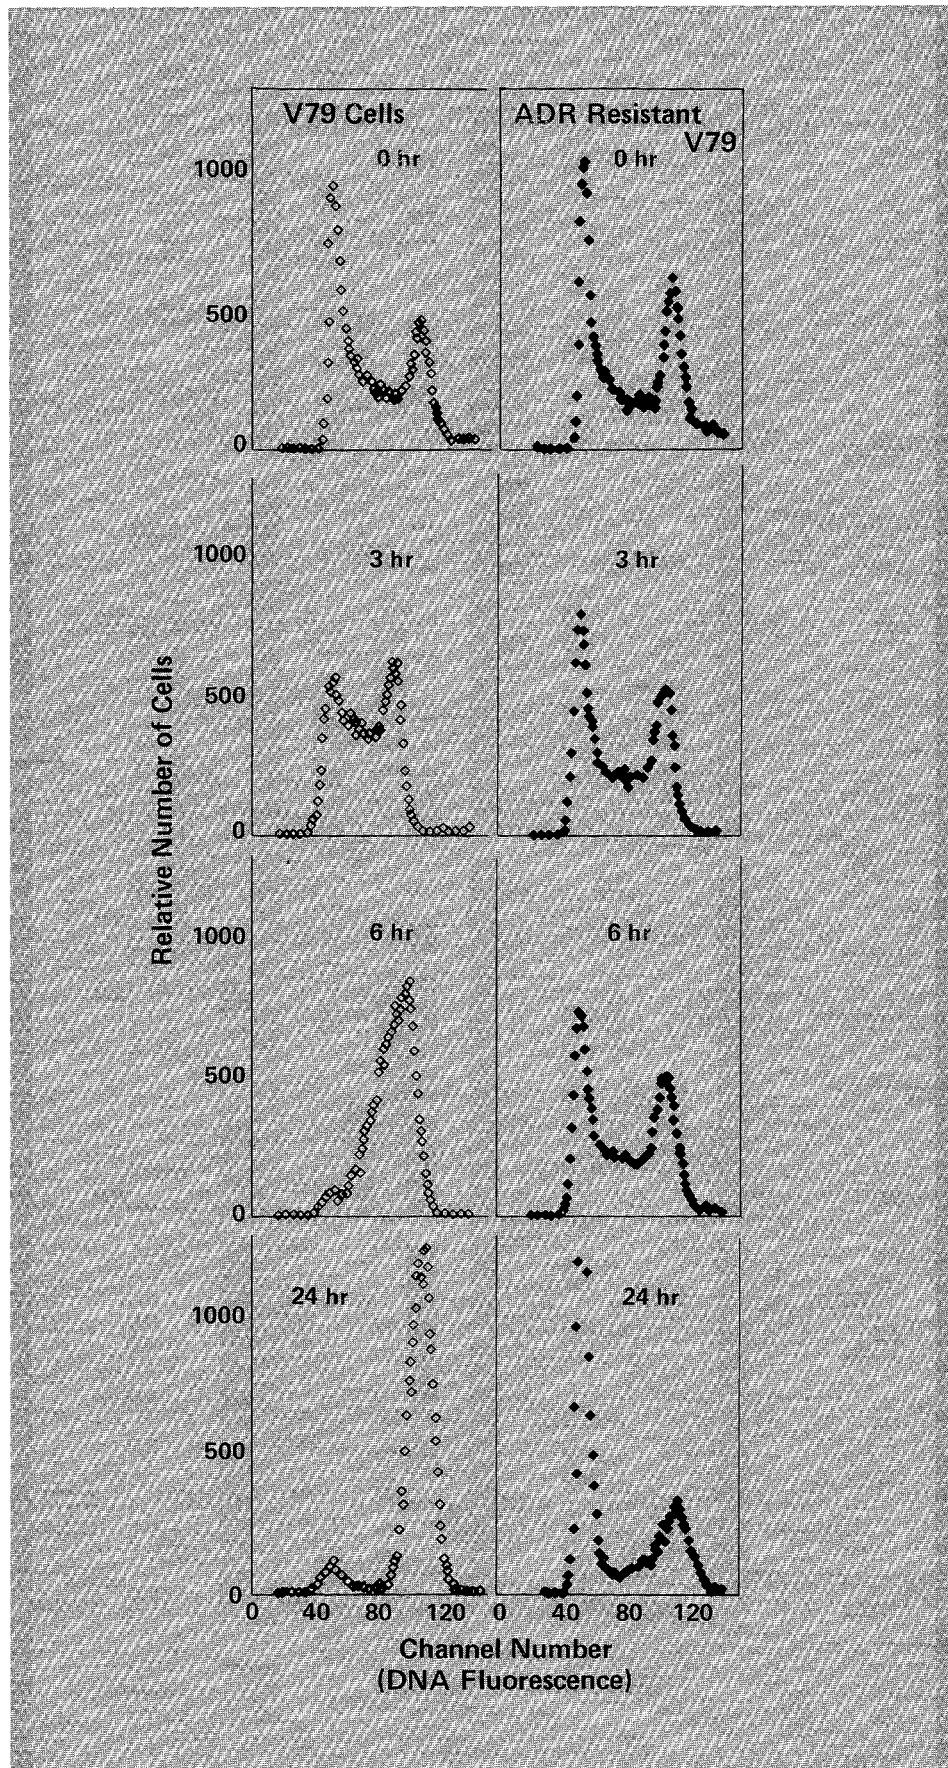 V79 Cells
0 hr
ADR Resistant
V79
0 hr
1000
500
0
3 hr
3 hr
1000
500
0
6 hr
6 hr
1000
500
0
24 hr
24 hr
1000
500
0
0 40 80 120
0 40 80 120
Relative Number of Cells
Channel Number
(DNA Fluorescence)